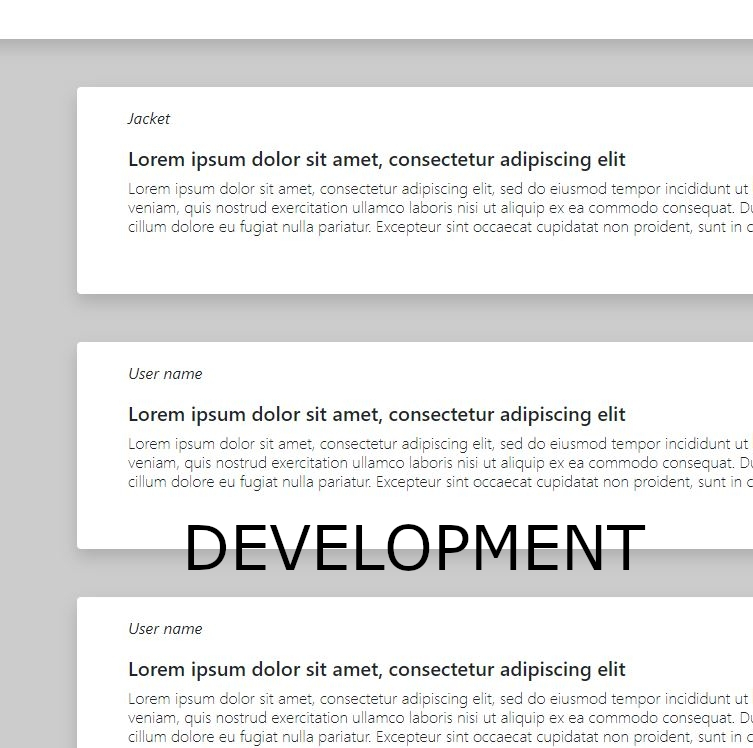 Jacket
Lorem ipsum dolor sit amet, consectetur adipiscing elit
Lorem ipsum dolor sit amet, consectetur adipiscing elit, sed do eiusmod tempor incididunt ut
veniam, quis nostrud exercitation ullamco laboris nisi ut aliquip ex ea commodo consequat.
cillum dolore eu fugiat nulla pariatur. Excepteur sint occaecat cupidatat non proident, sunt in
User name
Lorem ipsum dolor sit amet, consectetur adipiscing elit
Lorem ipsum dolor sit amet, consectetur adipiscing elit, sed do eiusmod tempor incididunt ut
veniam, quis nostrud exercitation ullamco laboris nisi ut aliquip ex ea commodo consequat.
cillum dolore eu fugiat nulla pariatur. Excepteur sint occaecat cupidatat non proident, sunt in
DEVELOPMENT
User name
Lorem ipsum dolor sit amet, consectetur adipiscing elit
Lorem ipsum dolor sit amet, consectetur adipiscing elit, sed do eiusmod tempor incididunt ut
veniam, quis nostrud exercitation ullamco laboris nisi ut aliquip ex ea commodo consequat.
cillum dolore eu fugiat nulla pariatur. Excepteur sint occaecat cupidatat non proident, sunt in